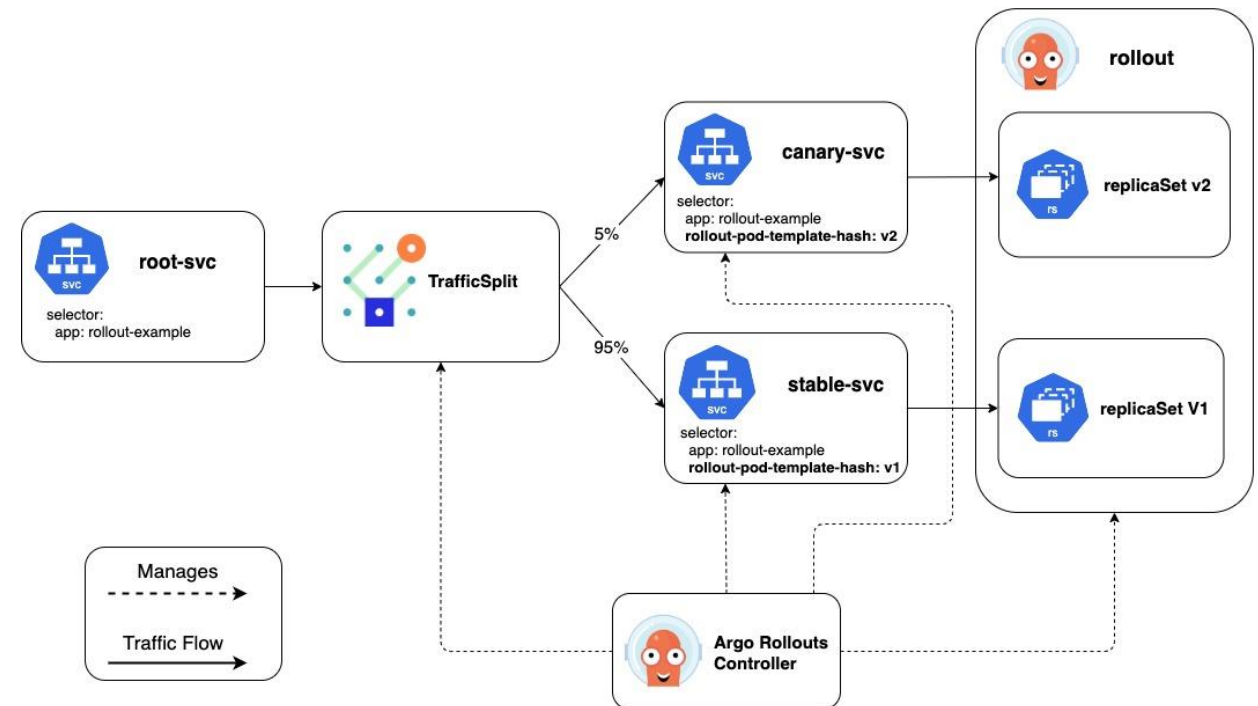 rollout
svc
canary-svc
selector:
app: rollout-example
rollout-pod-template-hash: v2
rs
replicaSet v2
svc
root-svc
selector:
app: rollout-example
TrafficSplit
5%
95%
svc
stable-svc
selector:
app: rollout-example
rollout-pod-template-hash: v1
rs
replicaSet V1
Manages
Traffic Flow
Argo Rollouts
Controller